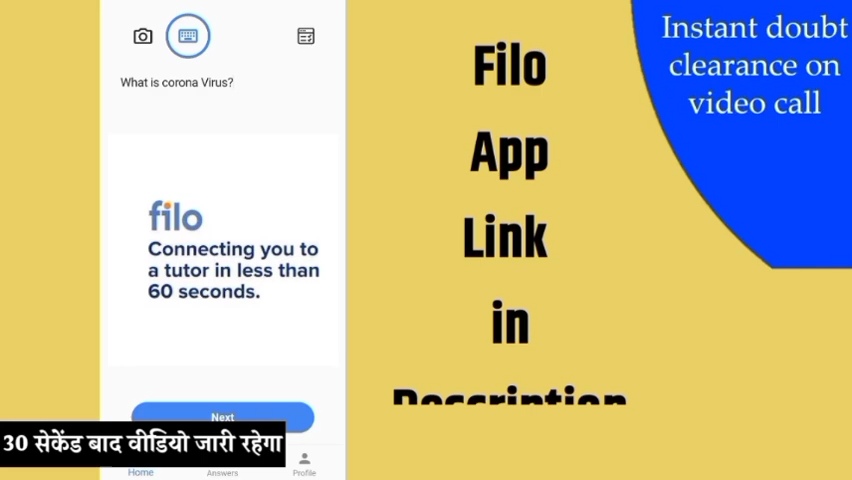 What is corona Virus?
filo
Connecting you to
a tutor in less than
60 seconds.
Next
Home
Answers
Profile
30 सेकेंड बाद वीडियो जारी रहेगा
Filo
App
Link
in
Description
Instant doubt
clearance on
video call